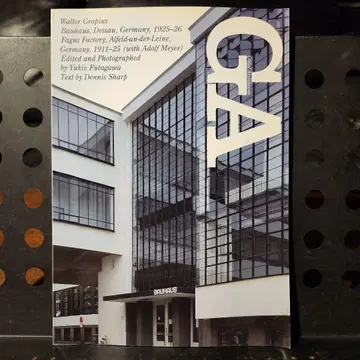 Walter Gropius
Bauhaus, Dessau, Germany, 1925-26
Fagus Factory, Alfeld-an-der-Leine,
Germany, 1911-25 (with Adolf Meyer)
Edited and Photographed
by Yukio Futagawa
Text by Dennis Sharp
GA
BAUHAUS